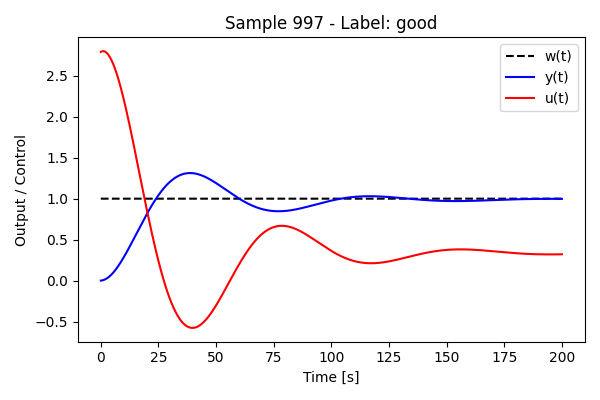 Sample 997 - Label: good
w(t)
y(t)
u(t)
Output / Control
2.5
2.0
1.5
1.0
0.5
0.0
−0.5
0 25 50 75 100 125 150 175 200
Time [s]